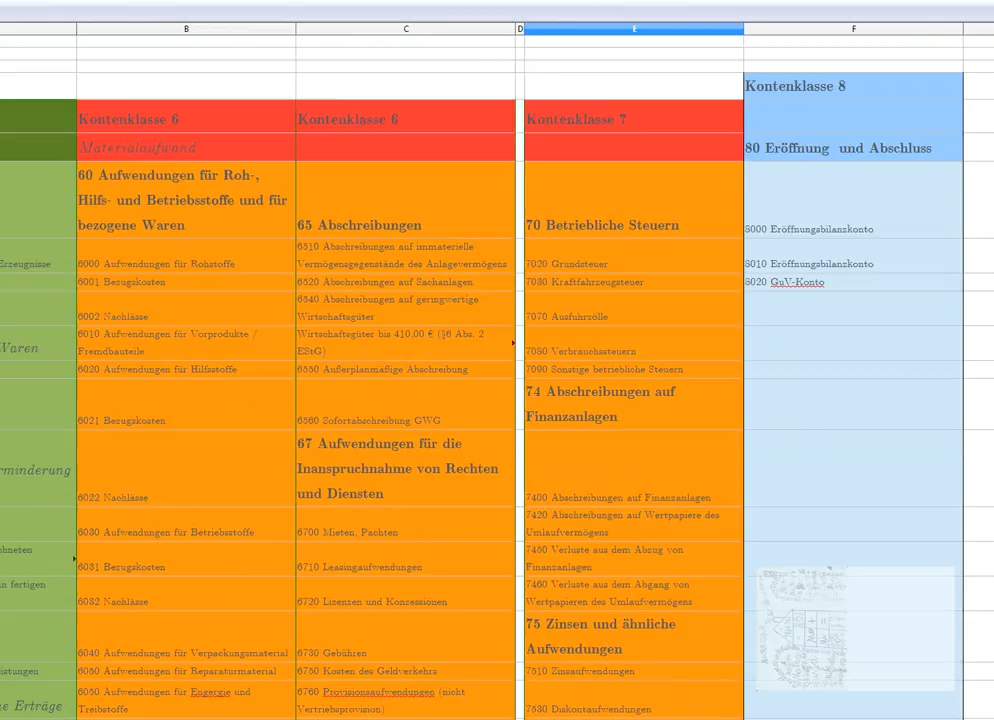 B
C
D
E
F
Kontenklasse 8
Kontenklasse 6
Kontenklasse 6
Kontenklasse 7
Materialaufwand
80 Eröffnung  und Abschluss
60 Aufwendungen für Roh-,
Hilfs- und Betriebsstoffe und für
bezogene Waren
65 Abschreibungen
70 Betriebliche Steuern
8000 Eröffnungsbilanzkonto
Erzeugnisse
6000 Aufwendungen für Rohstoffe
6510 Abschreibungen auf immaterielle
Vermögensgegenstände des Anlagevermögens
7020 Grundsteuer
8010 Eröffnungsbilanzkonto
6001 Bezugskosten
6520 Abschreibungen auf Sachanlagen
7030 Kraftfahrzeugsteuer
8020 GuV-Konto
6002 Nachlässe
6540 Abschreibungen auf geringwertige
Wirtschaftsgüter
7070 Ausfuhrzölle
Waren
6010 Aufwendungen für Vorprodukte /
Fremdbauteile
Wirtschaftsgüter bis 410,00 € (§6 Abs. 2
EStG)
7080 Verbrauchssteuern
6020 Aufwendungen für Hilfsstoffe
6550 Außerplanmäßige Abschreibung
7090 Sonstige betriebliche Steuern
6021 Bezugskosten
6560 Sofortabschreibung GWG
74 Abschreibungen auf
Finanzanlagen
rminderung
6022 Nachlässe
67 Aufwendungen für die
Inanspruchnahme von Rechten
und Diensten
7400 Abschreibungen auf Finanzanlagen
6030 Aufwendungen für Betriebsstoffe
6700 Mieten, Pachten
7420 Abschreibungen auf Wertpapiere des
Umlaufvermögens
hneten
6031 Bezugskosten
6710 Leasingaufwendungen
7450 Verluste aus dem Abzug von
Finanzanlagen
n fertigen
6032 Nachlässe
6720 Lizenzen und Konzessionen
7460 Verluste aus dem Abgang von
Wertpapieren des Umlaufvermögens
6040 Aufwendungen für Verpackungsmaterial
6730 Gebühren
75 Zinsen und ähnliche
Aufwendungen
istungen
6050 Aufwendungen für Reparaturmaterial
6750 Kosten des Geldverkehrs
7510 Zinsaufwendungen
e Erträge
6050 Aufwendungen für Engergie und
Treibstoffe
6760 Provisionsaufwendungen (nicht
Vertriebsprovision)
7530 Diskontaufwendungen